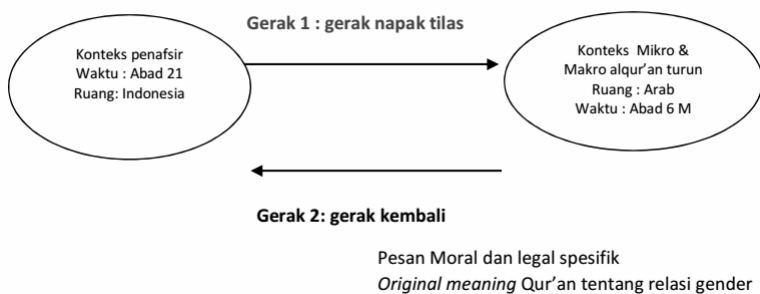 Gerak 1 : gerak napak tilas
Konteks penafsir
Waktu : Abad 21
Ruang: Indonesia
Konteks Mikro &
Makro alqur’an turun
Ruang : Arab
Waktu : Abad 6 M
Gerak 2: gerak kembali
Pesan Moral dan legal spesifik
Original meaning Qur’an tentang relasi gender